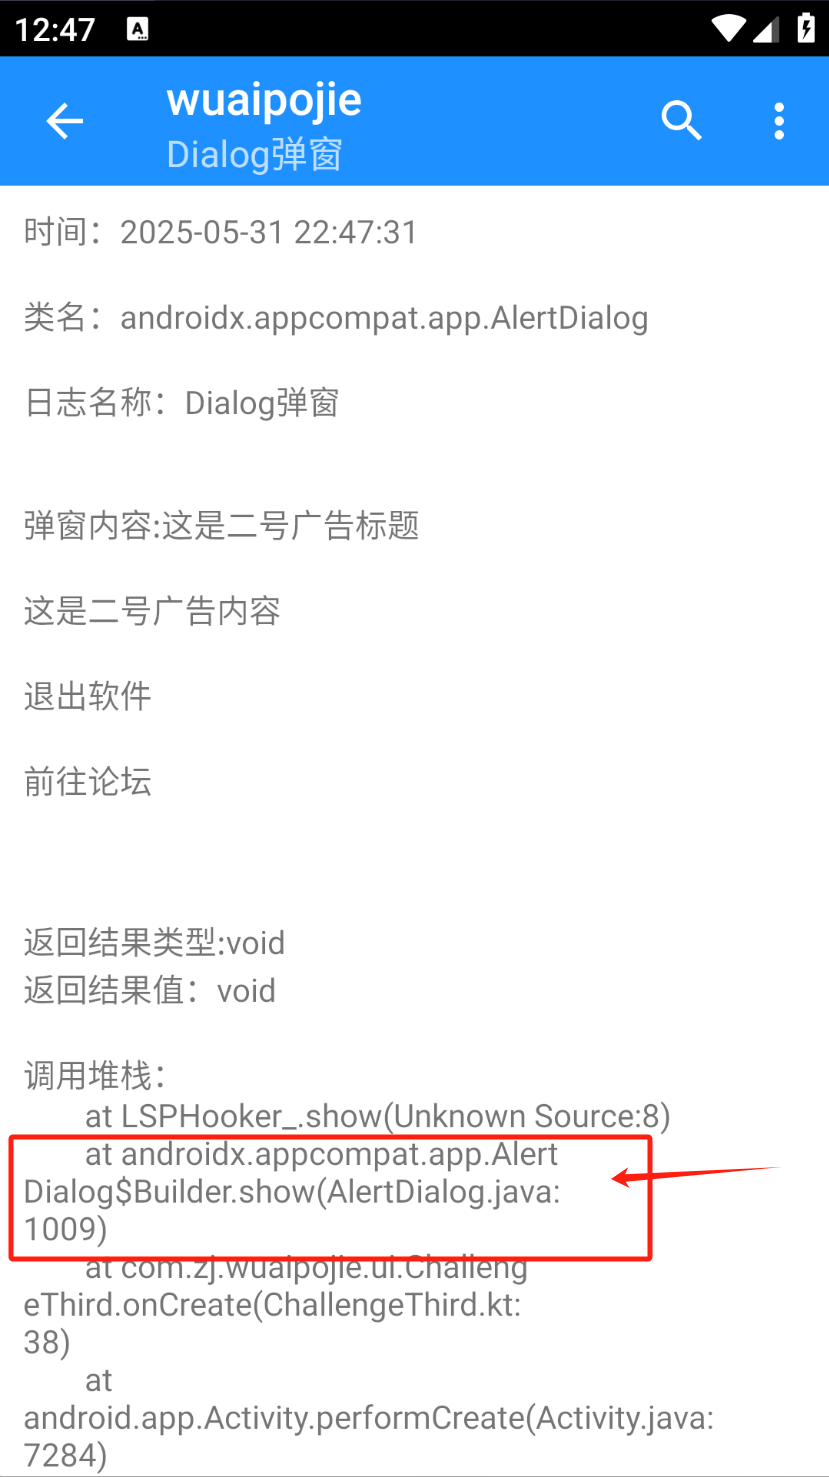 12:47
A
wuaipojie
Dialog弹窗
时间：2025-05-31 22:47:31
类名：androidx.appcompat.app.AlertDialog
日志名称：Dialog弹窗
弹窗内容:这是二号广告标题
这是二号广告内容
退出软件
前往论坛
返回结果类型:void
返回结果值：void
调用堆栈：
at LSPHooker_.show(Unknown Source:8)
at androidx.appcompat.app.Alert
Dialog$Builder.show(AlertDialog.java:
1009)
at com.zj.wuaipojie.ui.Challeng
eThird.onCreate(ChallengeThird.kt:
38)
at
android.app.Activity.performCreate(Activity.java:
7284)